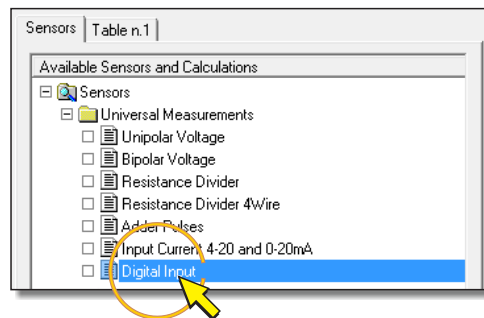 Sensors Table n.1
Available Sensors and Calculations
Sensors
Universal Measurements
Unipolar Voltage
Bipolar Voltage
Resistance Divider
Resistance Divider 4Wire
Adder Pulses
Input Current 4-20 and 0-20mA
Digital Input